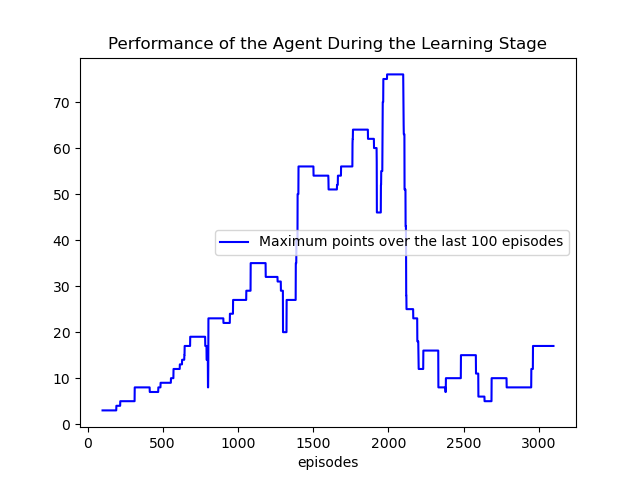 Performance of the Agent During the Learning Stage
70
60
50
40
30
20
10
0
Maximum points over the last 100 episodes
0 500 1000 1500 2000 2500 3000
episodes